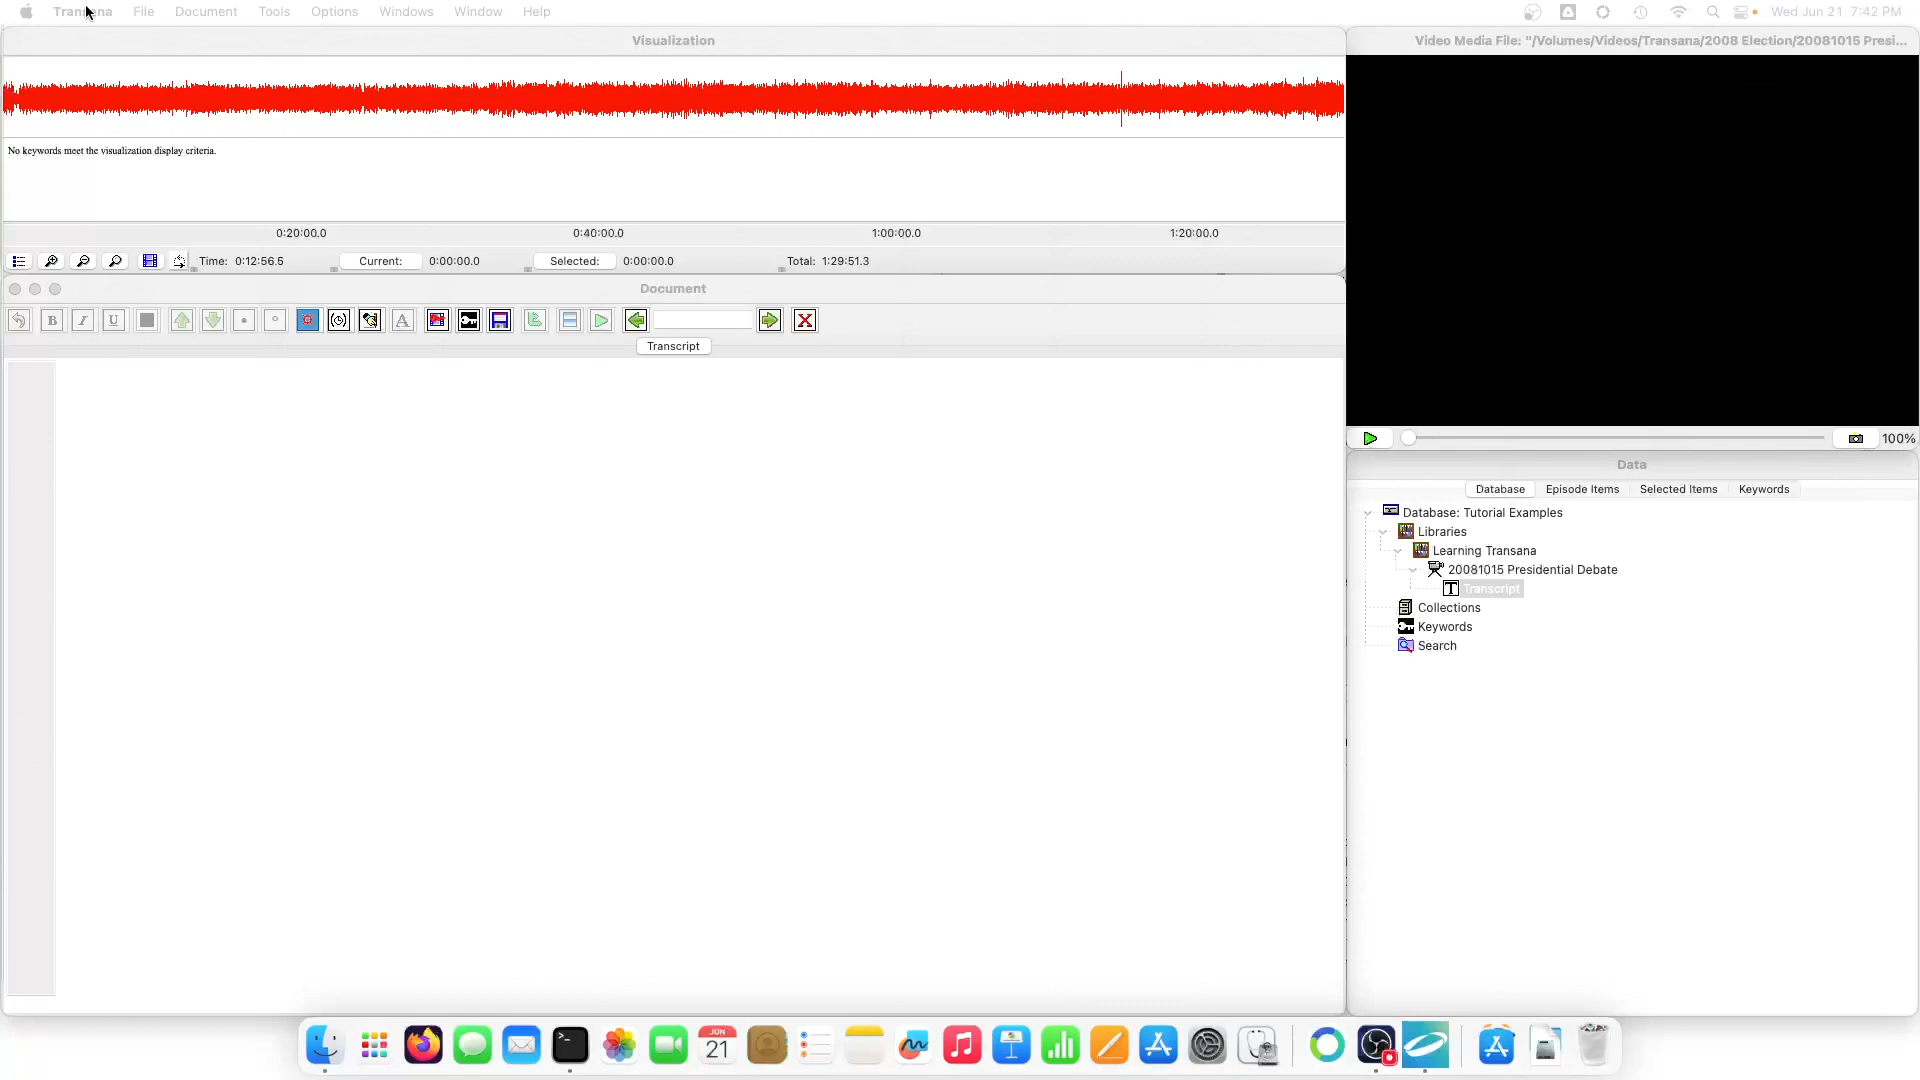 Transana File Document Tools Options Windows Window Help Wed Jun 21 7:42 PM
Visualization
Video Media File: "/Volumes/Videos/Transana/2008 Election/20081015 Presi...
No keywords meet the visualization display criteria.
0:20:00.0 0:40:00.0 1:00:00.0 1:20:00.0
Time: 0:12:56.5 Current: 0:00:00.0 Selected: 0:00:00.0 Total: 1:29:51.3
Document
B I U A
Transcript
100%
Data
Database Episode Items Selected Items Keywords
Database: Tutorial Examples
Libraries
Learning Transana
20081015 Presidential Debate
T Transcript
Collections
Keywords
Search
JUN
21